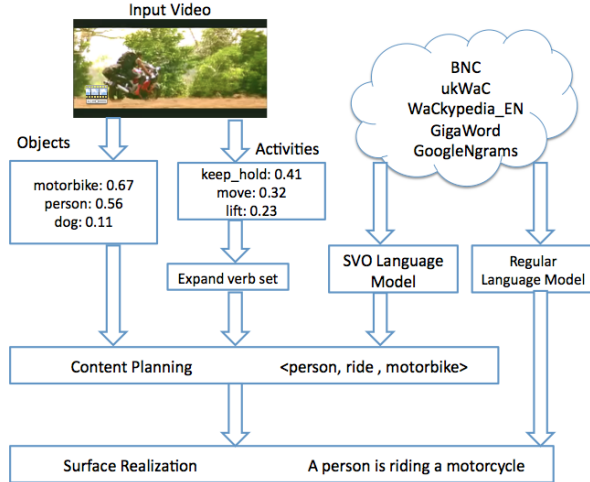 Input Video
BNC
ukWaC
WaCkypedia_EN
GigaWord
GoogleNgrams
Objects
Activities
motorbike: 0.67
person: 0.56
dog: 0.11
keep_hold: 0.41
move: 0.32
lift: 0.23
Expand verb set
SVO Language
Model
Regular
Language Model
Content Planning <person, ride , motorbike>
Surface Realization A person is riding a motorcycle